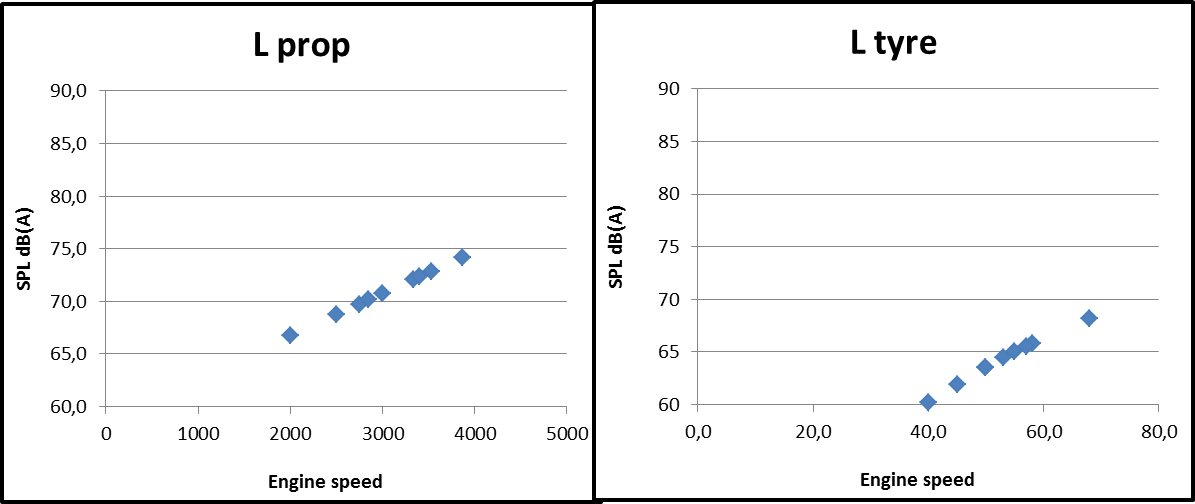 L prop
90,0
85,0
80,0
75,0
70,0
65,0
60,0
SPL dB(A)
0 1000 2000 3000 4000 5000
Engine speed
L tyre
90
85
80
75
70
65
60
SPL dB(A)
0,0 20,0 40,0 60,0 80,0
Engine speed